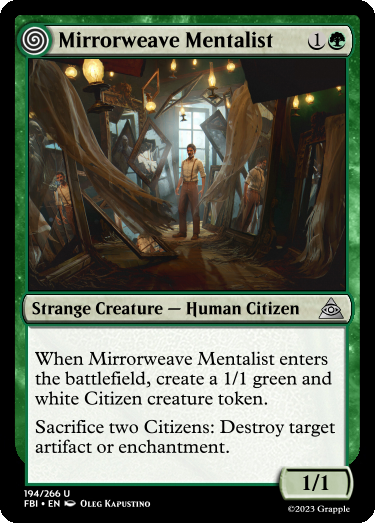 Mirrorweave Mentalist 1
Strange Creature — Human Citizen
When Mirrorweave Mentalist enters
the battlefield, create a 1/1 green and
white Citizen creature token.
Sacrifice two Citizens: Destroy target
artifact or enchantment.
1/1
194/266 U
FBI • EN Oleg Kapustino
©2023 Grapple